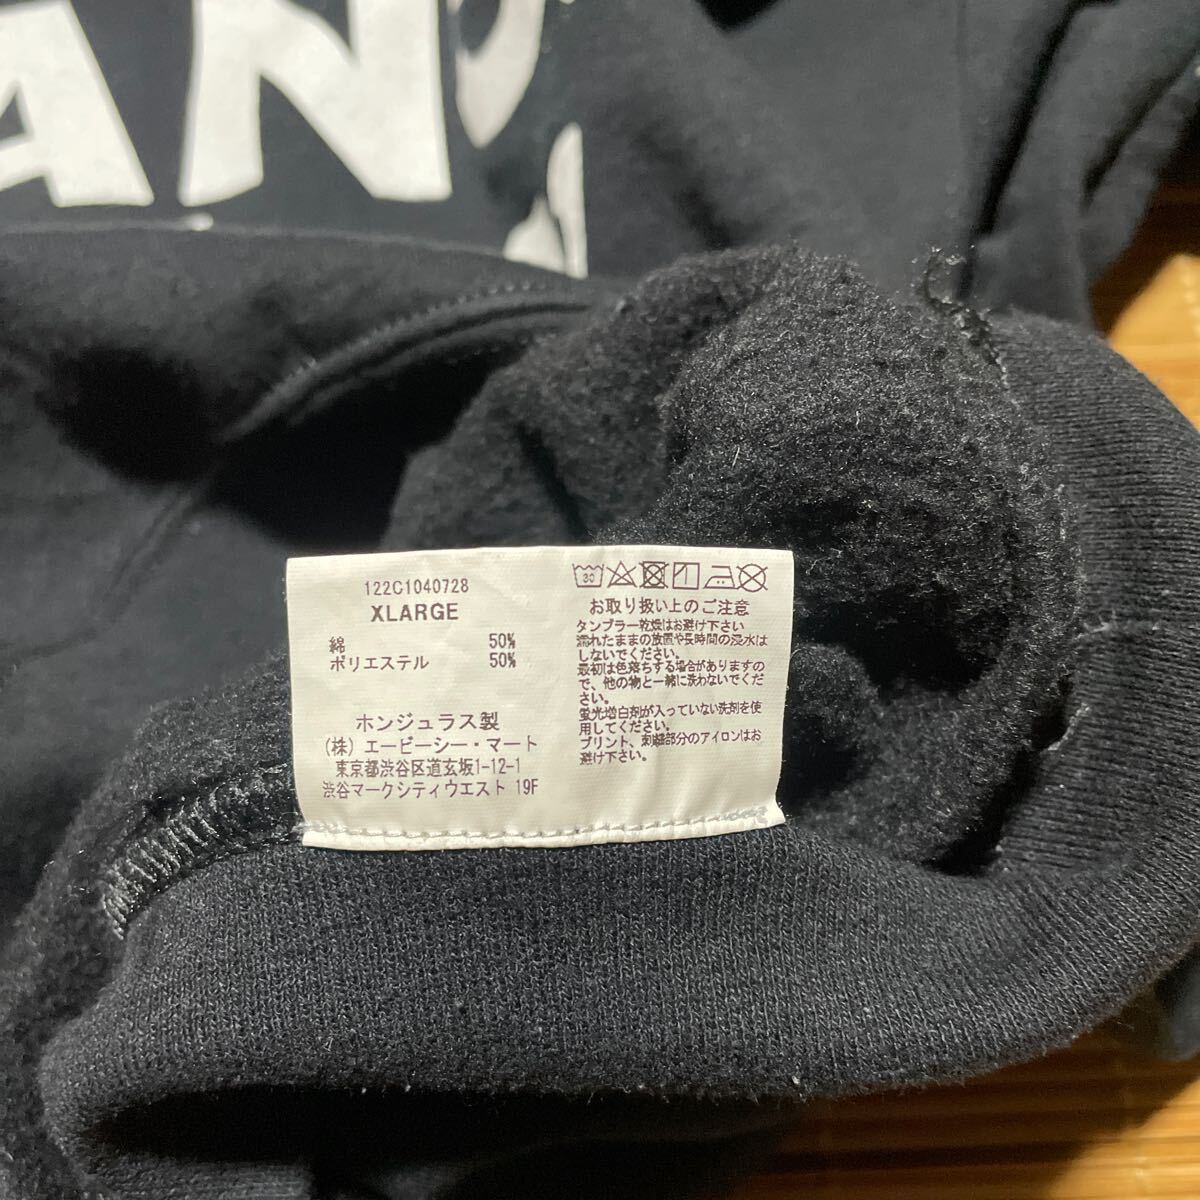 AN
122C1040728
XLARGE
綿 50%
ポリエステル 50%
ホンジュラス製
(株) エービーシー・マート
東京都渋谷区道玄坂1-12-1
渋谷マークシティウエスト 19F
30
お取り扱い上のご注意
タンブラー乾燥はお避け下さい
濡れたままの放置や長時間の浸水は
しないでください。
最初は色落ちする場合がありますの
で、他の物と一緒に洗わないでくだ
さい。
蛍光増白剤が入っていない洗剤を使
用してください。
プリント、刺繍部分のアイロンはお
避け下さい。